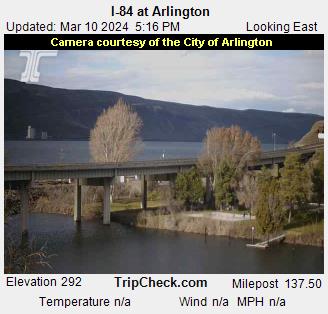 I-84 at Arlington
Updated: Mar 10 2024 5:16 PM Looking East
Camera courtesy of the City of Arlington
Elevation 292 TripCheck.com Milepost 137.50
Temperature n/a Wind n/a MPH n/a